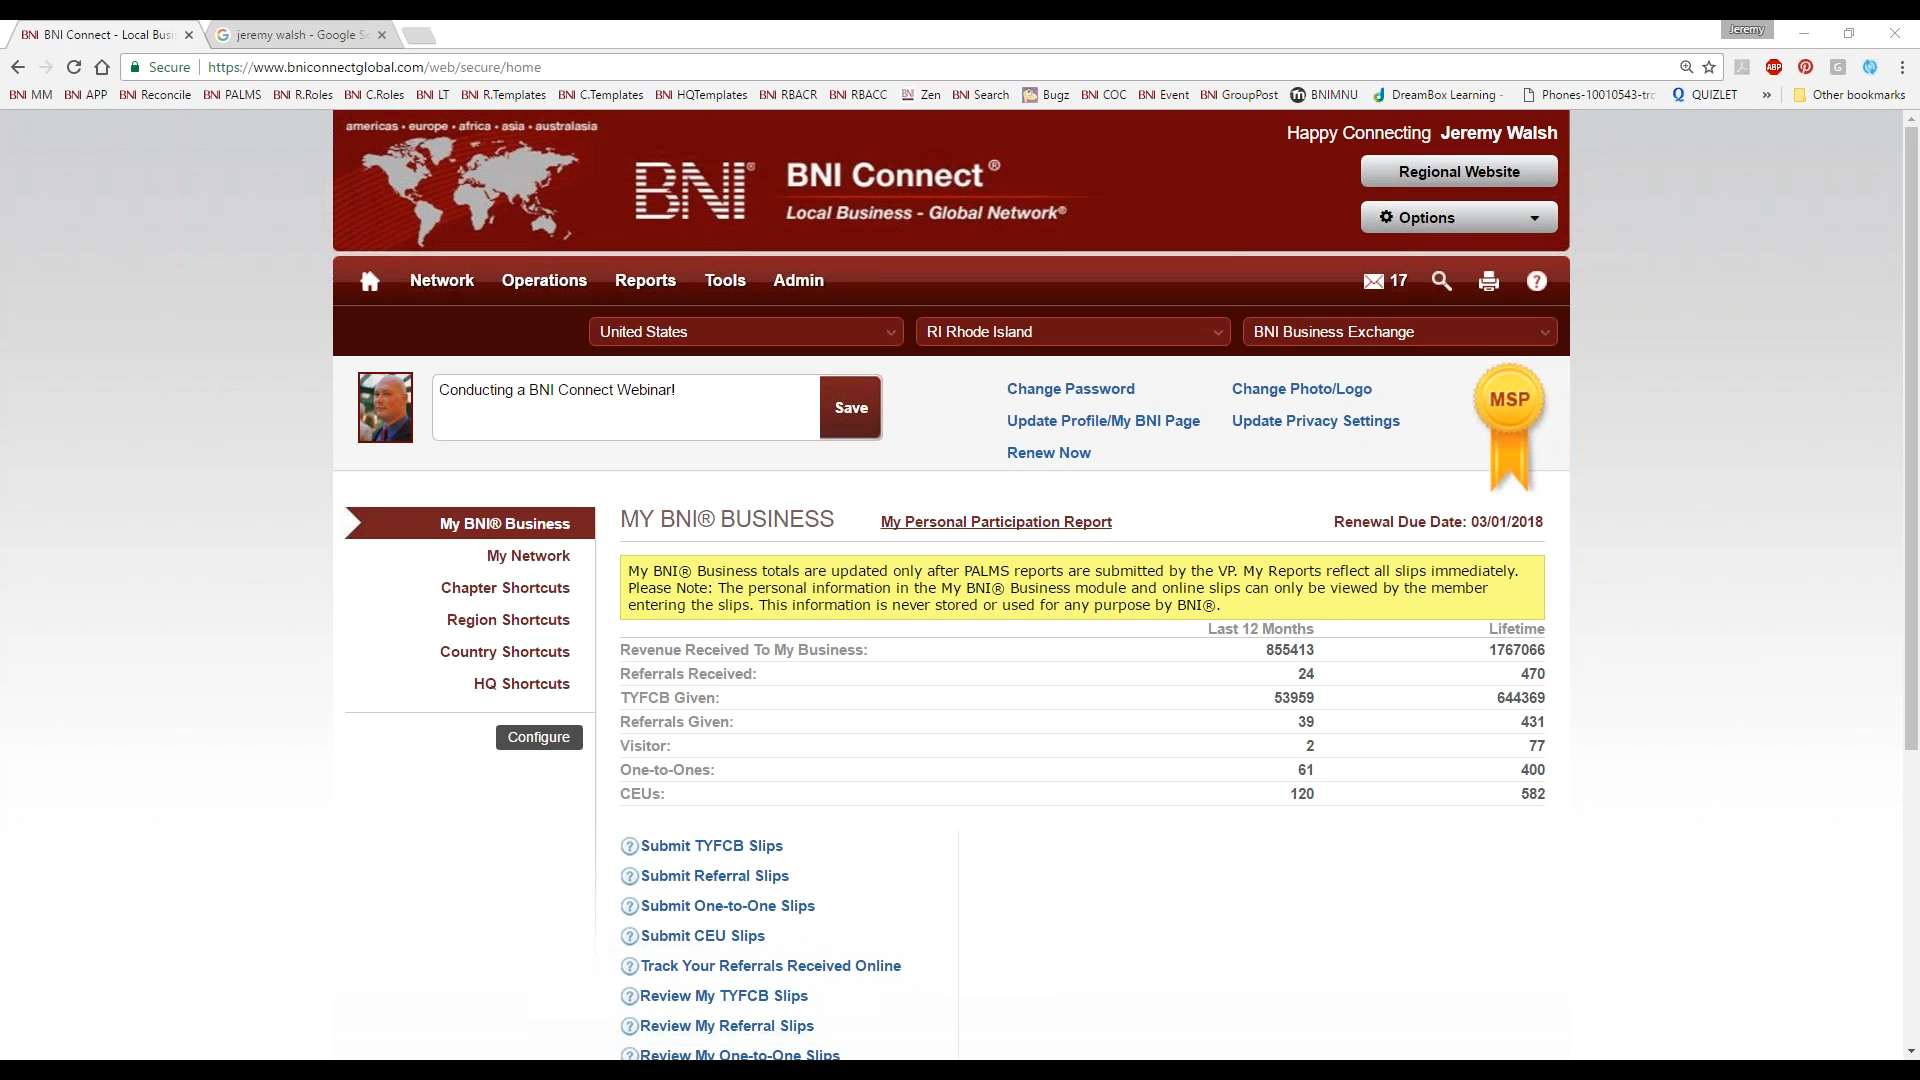 BNI BNI Connect - Local Busi
jeremy walsh - Google Se
Jeremy
Secure
https://www.bniconnectglobal.com/web/secure/home
ABP
BNI MM BNI APP BNI Reconcile BNI PALMS BNI R.Roles BNI C.Roles BNI LT BNI R.Templates BNI C.Templates BNI HQTemplates BNI RBACR BNI RBACC BNI Zen BNI Search Bugz BNI COC BNI Event BNI GroupPost BNIMNU DreamBox Learning - Phones-10010543-trc QUIZLET » Other bookmarks
americas • europe • africa • asia • australasia
Happy Connecting Jeremy Walsh
BNI®
BNI Connect®
Local Business - Global Network®
Regional Website
Options
Network Operations Reports Tools Admin
17
United States
RI Rhode Island
BNI Business Exchange
Conducting a BNI Connect Webinar!
Save
Change Password
Change Photo/Logo
Update Profile/My BNI Page
Update Privacy Settings
Renew Now
MSP
My BNI® Business
My Network
Chapter Shortcuts
Region Shortcuts
Country Shortcuts
HQ Shortcuts
Configure
MY BNI® BUSINESS
My Personal Participation Report
Renewal Due Date: 03/01/2018
My BNI® Business totals are updated only after PALMS reports are submitted by the VP. My Reports reflect all slips immediately.
Please Note: The personal information in the My BNI® Business module and online slips can only be viewed by the member
entering the slips. This information is never stored or used for any purpose by BNI®.
Last 12 Months Lifetime
Revenue Received To My Business: 855413 1767066
Referrals Received: 24 470
TYFCB Given: 53959 644369
Referrals Given: 39 431
Visitor: 2 77
One-to-Ones: 61 400
CEUs: 120 582
Submit TYFCB Slips
Submit Referral Slips
Submit One-to-One Slips
Submit CEU Slips
Track Your Referrals Received Online
Review My TYFCB Slips
Review My Referral Slips
Review My One-to-One Slips